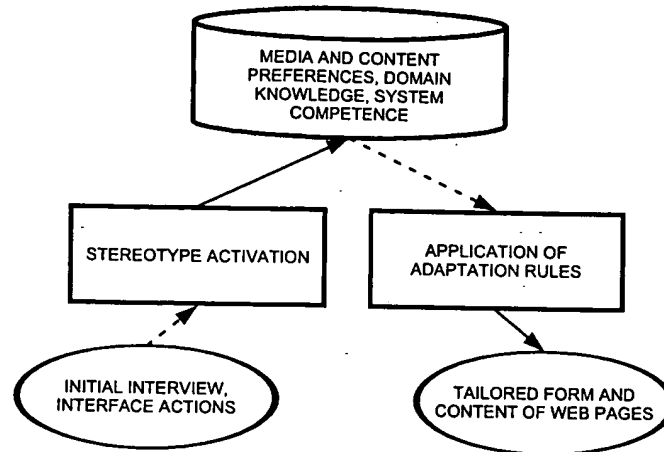 MEDIA AND CONTENT
PREFERENCES, DOMAIN
KNOWLEDGE, SYSTEM
COMPETENCE
STEREOTYPE ACTIVATION
APPLICATION OF
ADAPTATION RULES
INITIAL INTERVIEW,
INTERFACE ACTIONS
TAILORED FORM AND
CONTENT OF WEB PAGES